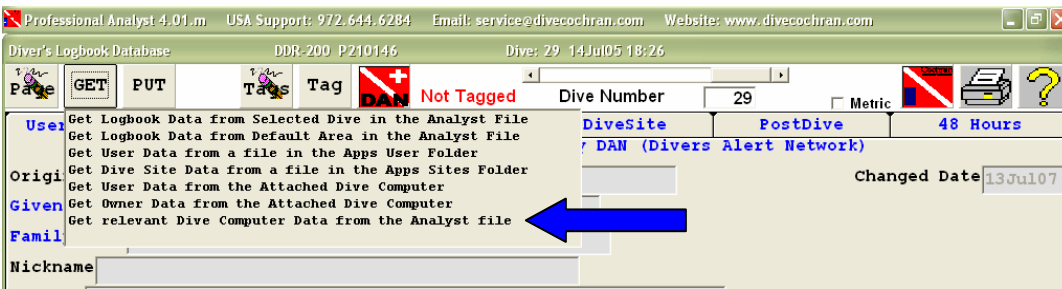 Professional Analyst 4.01.m USA Support: 972.644.6284 Email: service@divecochran.com Website: www.divecochran.com
Diver's Logbook Database DDR-200 P210146 Dive: 29 14Jul05 18:26
Page GET PUT Tags Tag DAN Not Tagged Dive Number 29 Metric Cochran
Get Logbook Data from Selected Dive in the Analyst File
Get Logbook Data from Default Area in the Analyst File
Get User Data from a file in the Apps User Folder
Get Dive Site Data from a file in the Apps Sites Folder
Get User Data from the Attached Dive Computer
Get Owner Data from the Attached Dive Computer
Get relevant Dive Computer Data from the Analyst file
User DiveSite PostDive 48 Hours
DAN (Divers Alert Network)
Origi Changed Date 13Jul07
Given
Famil
Nickname